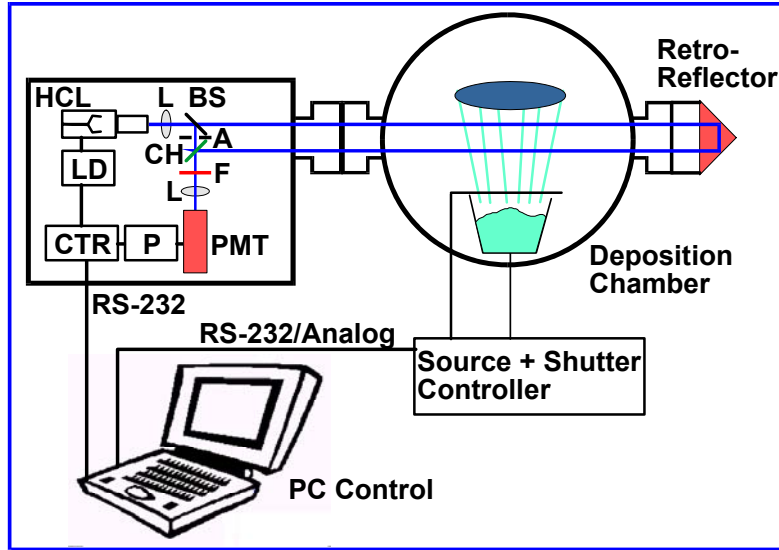 Retro-
Reflector
HCL
L
BS
A
CH
F
L
LD
CTR
P
PMT
Deposition
Chamber
RS-232
RS-232/Analog
Source + Shutter
Controller
PC Control